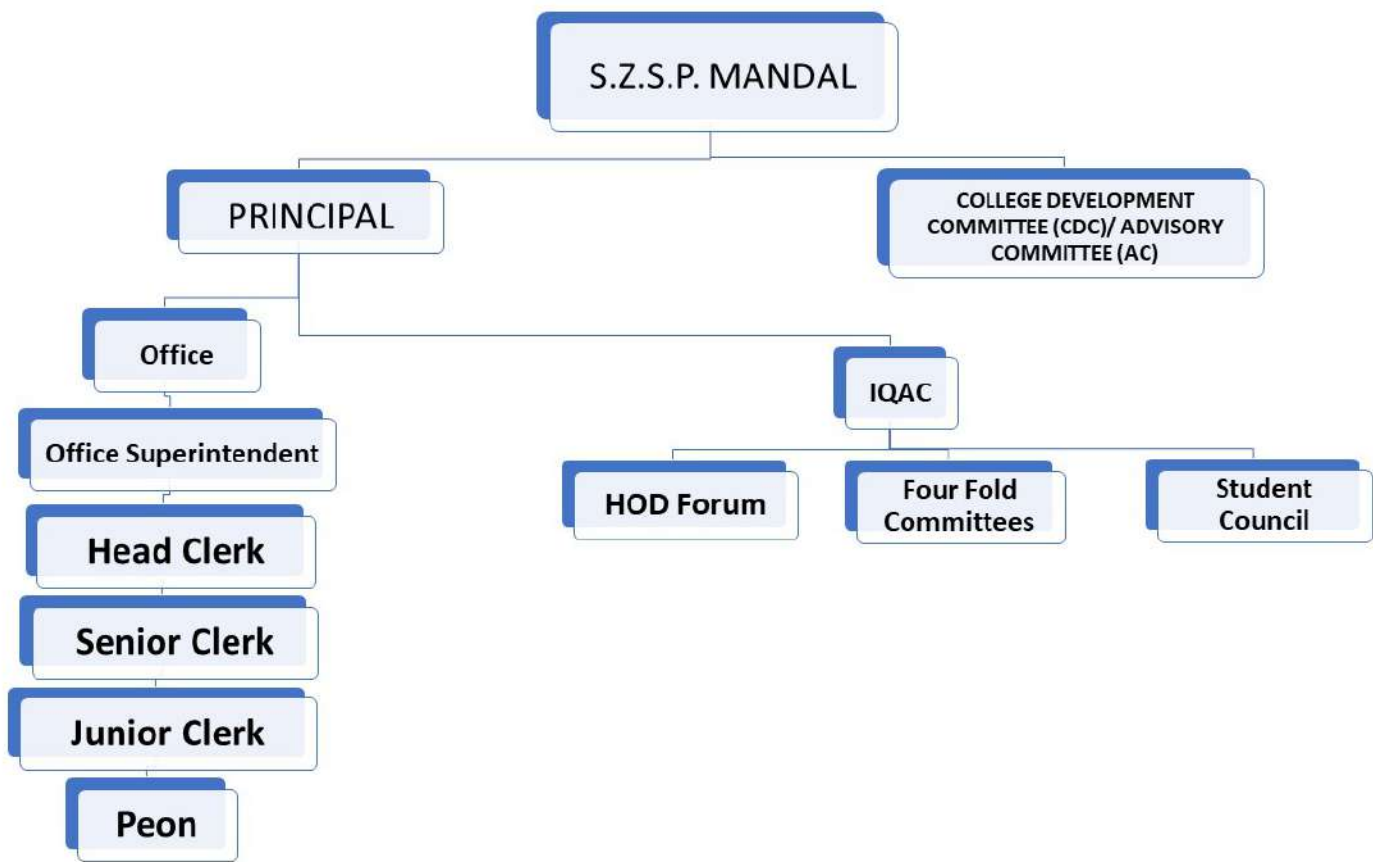 S.Z.S.P. MANDAL
PRINCIPAL
COLLEGE DEVELOPMENT
COMMITTEE (CDC)/ ADVISORY
COMMITTEE (AC)
Office
IQAC
Office Superintendent
HOD Forum
Four Fold
Committees
Student
Council
Head Clerk
Senior Clerk
Junior Clerk
Peon